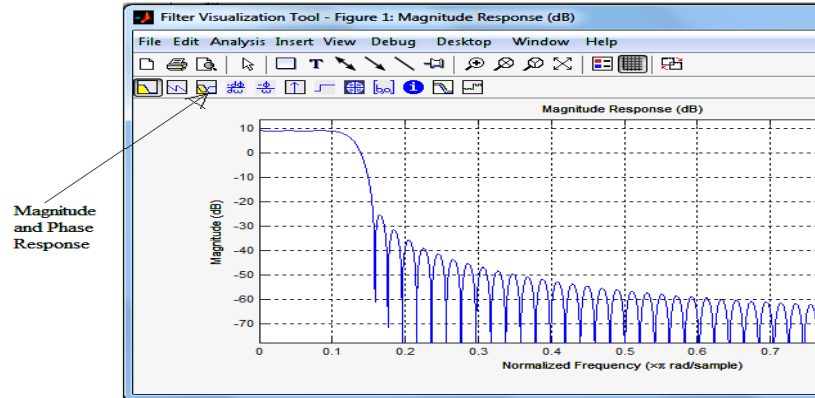 Filter Visualization Tool - Figure 1: Magnitude Response (dB)
File Edit Analysis Insert View Debug Desktop Window Help
T
[b,a]
i
Magnitude Response (dB)
Magnitude (dB)
10
0
-10
-20
-30
-40
-50
-60
-70
0 0.1 0.2 0.3 0.4 0.5 0.6 0.7
Normalized Frequency (×π rad/sample)
Magnitude
and Phase
Response